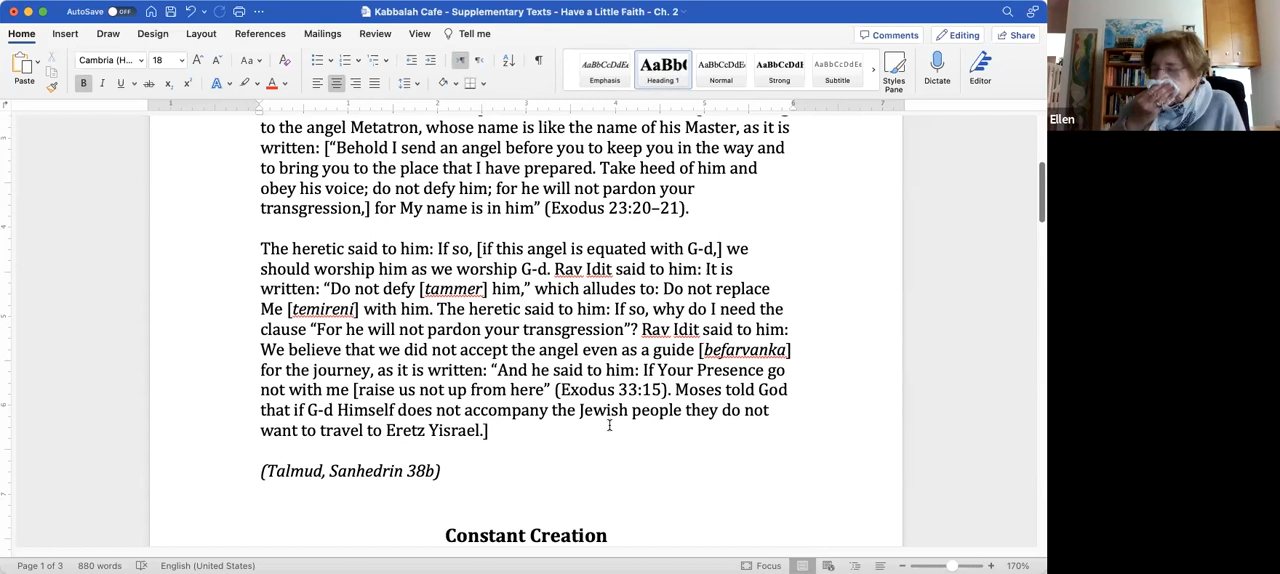 AutoSave OFF
Kabbalah Cafe - Supplementary Texts - Have a Little Faith - Ch. 2
Home Insert Draw Design Layout References Mailings Review View Tell me
Comments Editing Share
Cambria (H... 18
Paste
AaBbCcDdEe AaBb( AaBbCcDdE AaBbCcDdE AaBbCcDdEe
Emphasis Heading 1 Normal Strong Subtitle
Styles Pane
Dictate
Editor
Ellen
to the angel Metatron, whose name is like the name of his Master, as it is
written: [“Behold I send an angel before you to keep you in the way and
to bring you to the place that I have prepared. Take heed of him and
obey his voice; do not defy him; for he will not pardon your
transgression,] for My name is in him” (Exodus 23:20–21).
The heretic said to him: If so, [if this angel is equated with G-d,] we
should worship him as we worship G-d. Rav Idit said to him: It is
written: “Do not defy [tammer] him,” which alludes to: Do not replace
Me [temireni] with him. The heretic said to him: If so, why do I need the
clause “For he will not pardon your transgression”? Rav Idit said to him:
We believe that we did not accept the angel even as a guide [befarvanka]
for the journey, as it is written: “And he said to him: If Your Presence go
not with me [raise us not up from here” (Exodus 33:15). Moses told God
that if G-d Himself does not accompany the Jewish people they do not
want to travel to Eretz Yisrael.]
(Talmud, Sanhedrin 38b)
Constant Creation
Page 1 of 3 880 words English (United States) Focus 170%